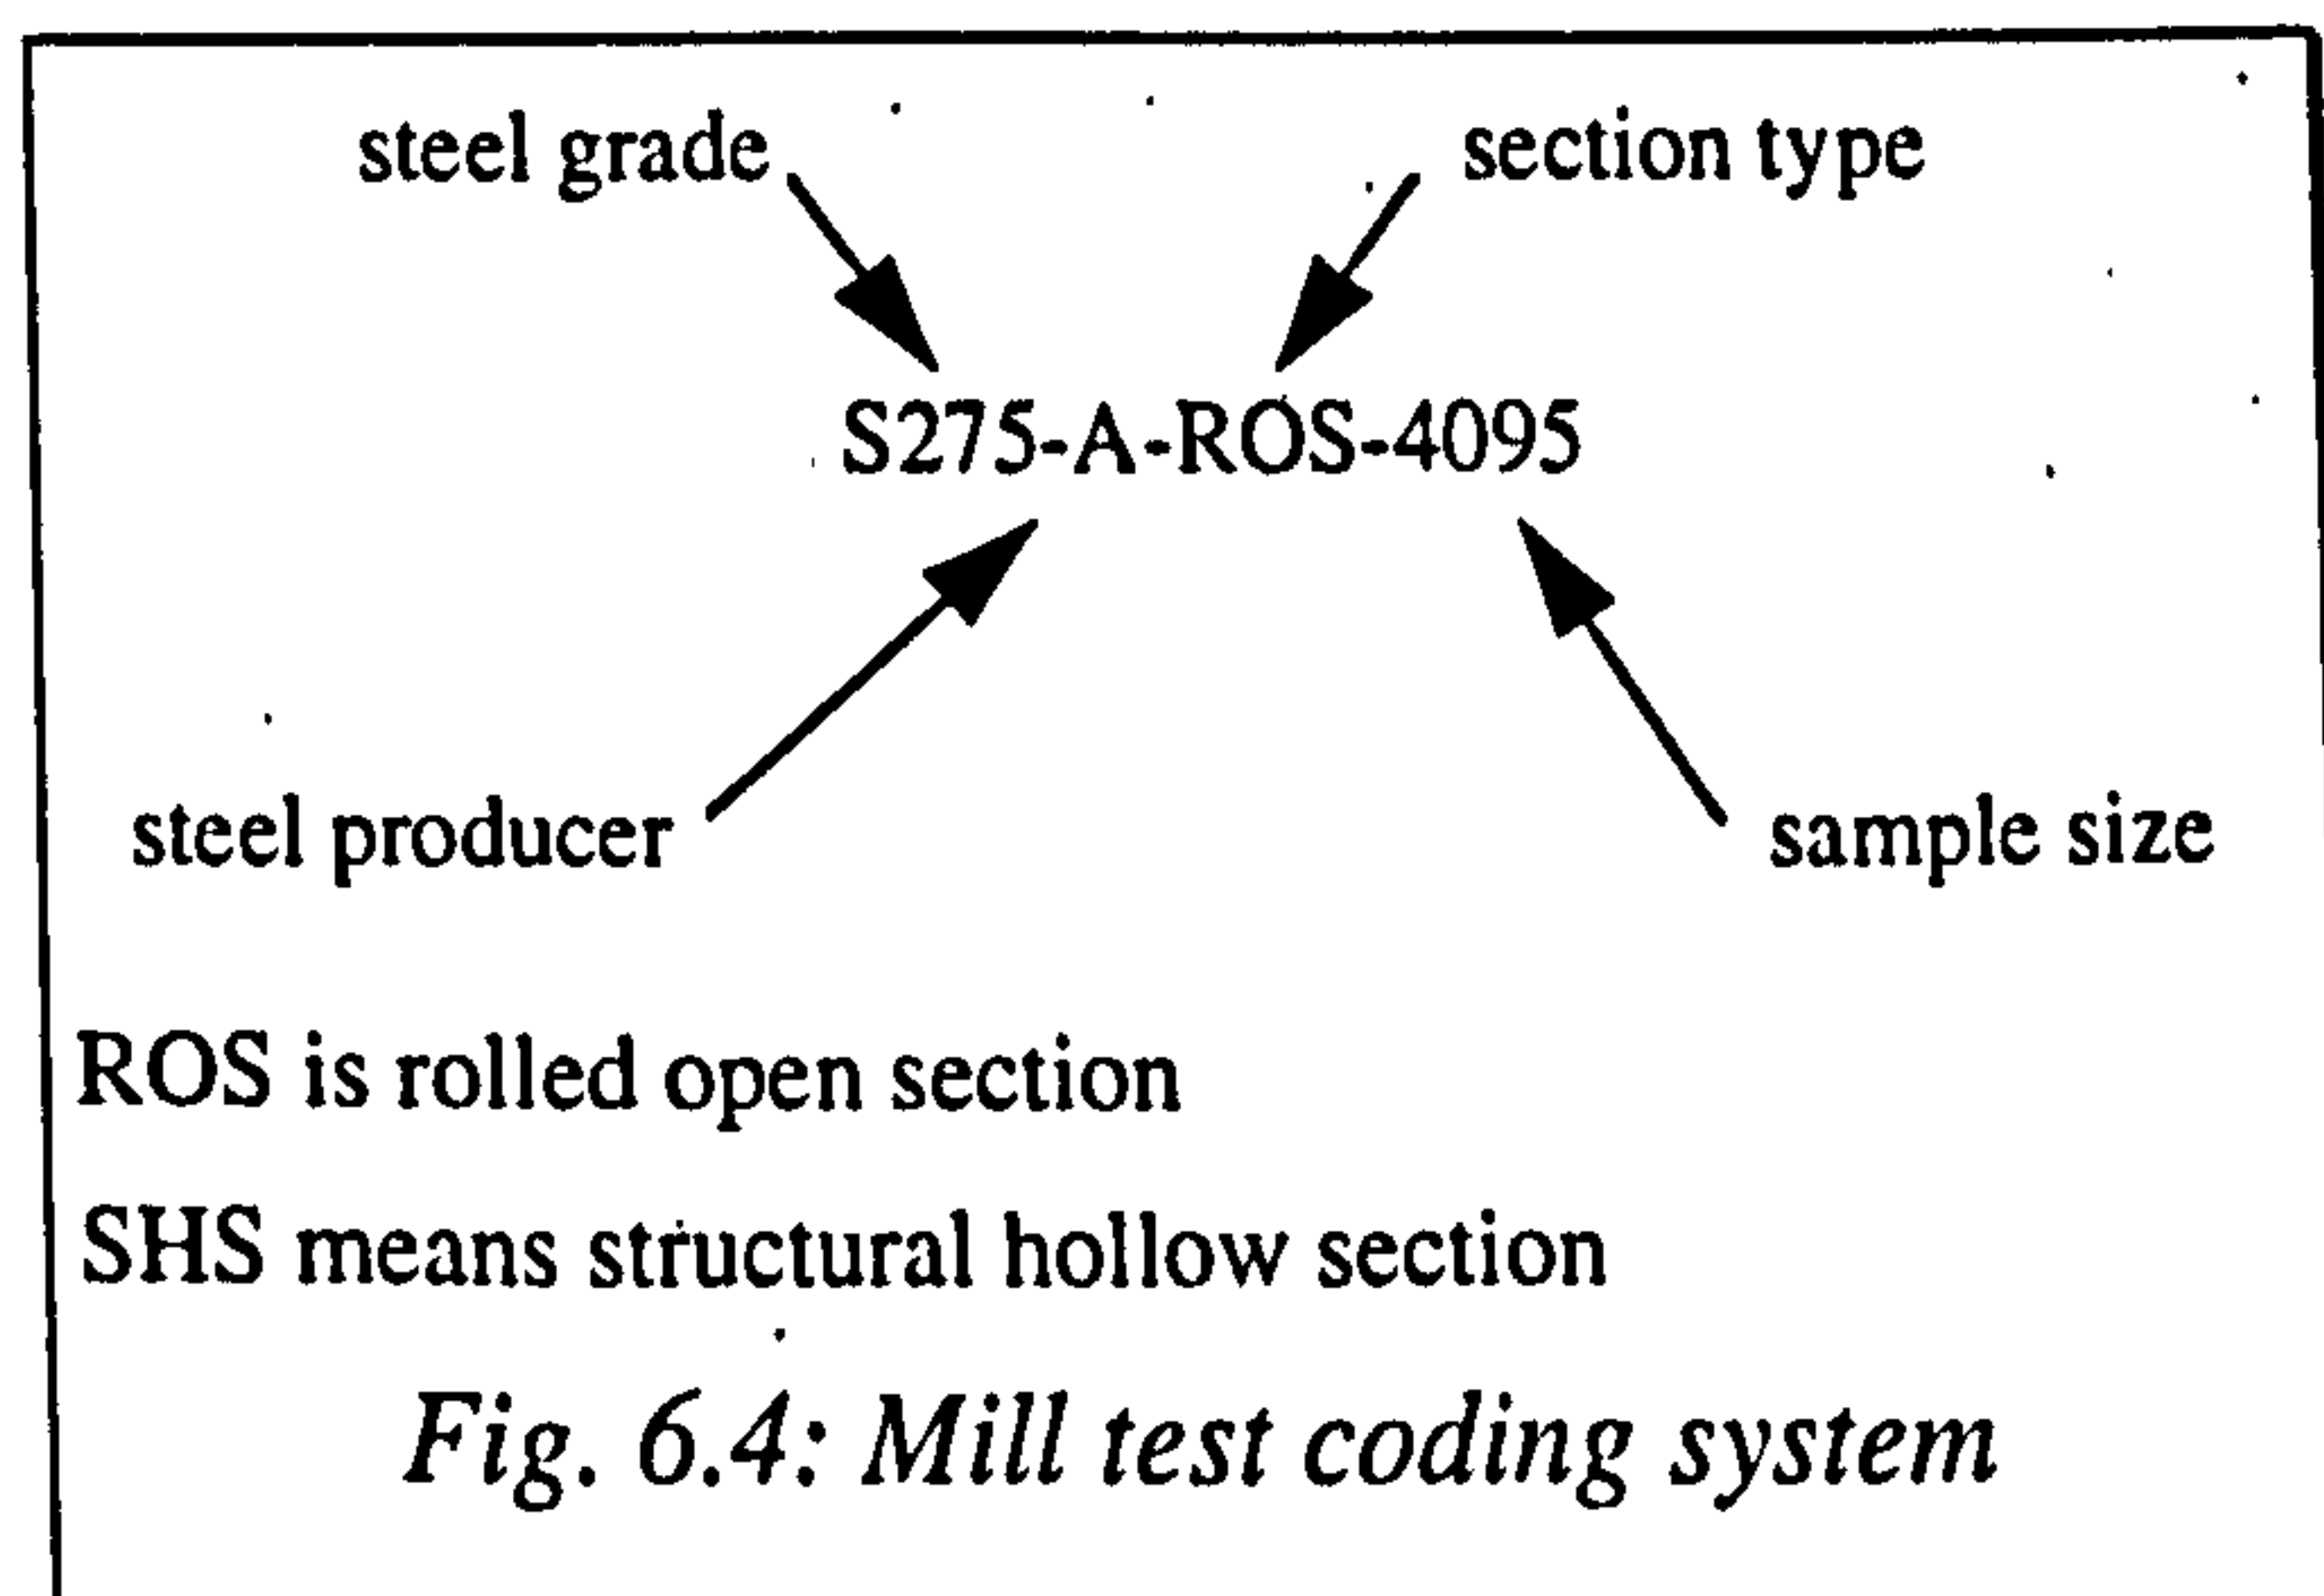 steel grade
section type
S275-A-ROS-4095
steel producer
sample size
ROS is rolled open section
SHS means structural hollow section
Fig. 6.4: Mill test coding system